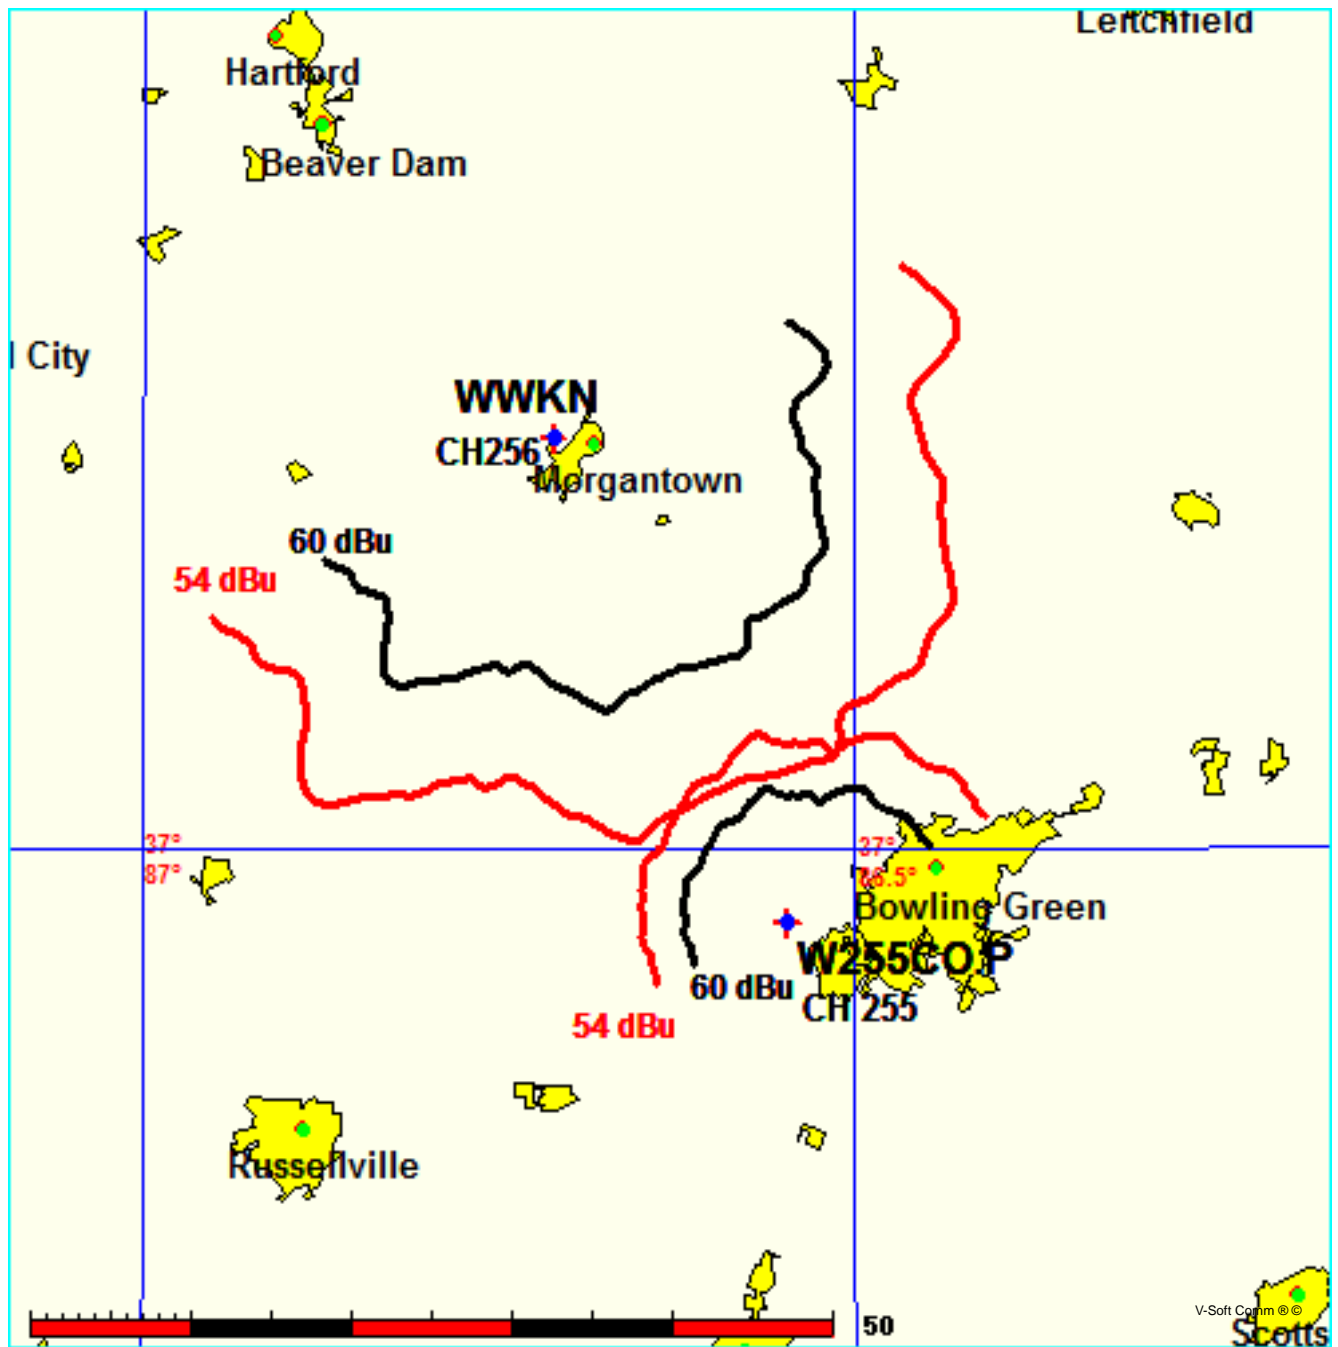 Leitchfield
Hartford
Beaver Dam
l City
WWKN
CH256
Morgantown
60 dBu
54 dBu
37°
87°
37°
86.5°
Bowling Green
W255CO.P
60 dBu
CH 255
54 dBu
Russellville
V-Soft Comm ® ©
50
Scotts